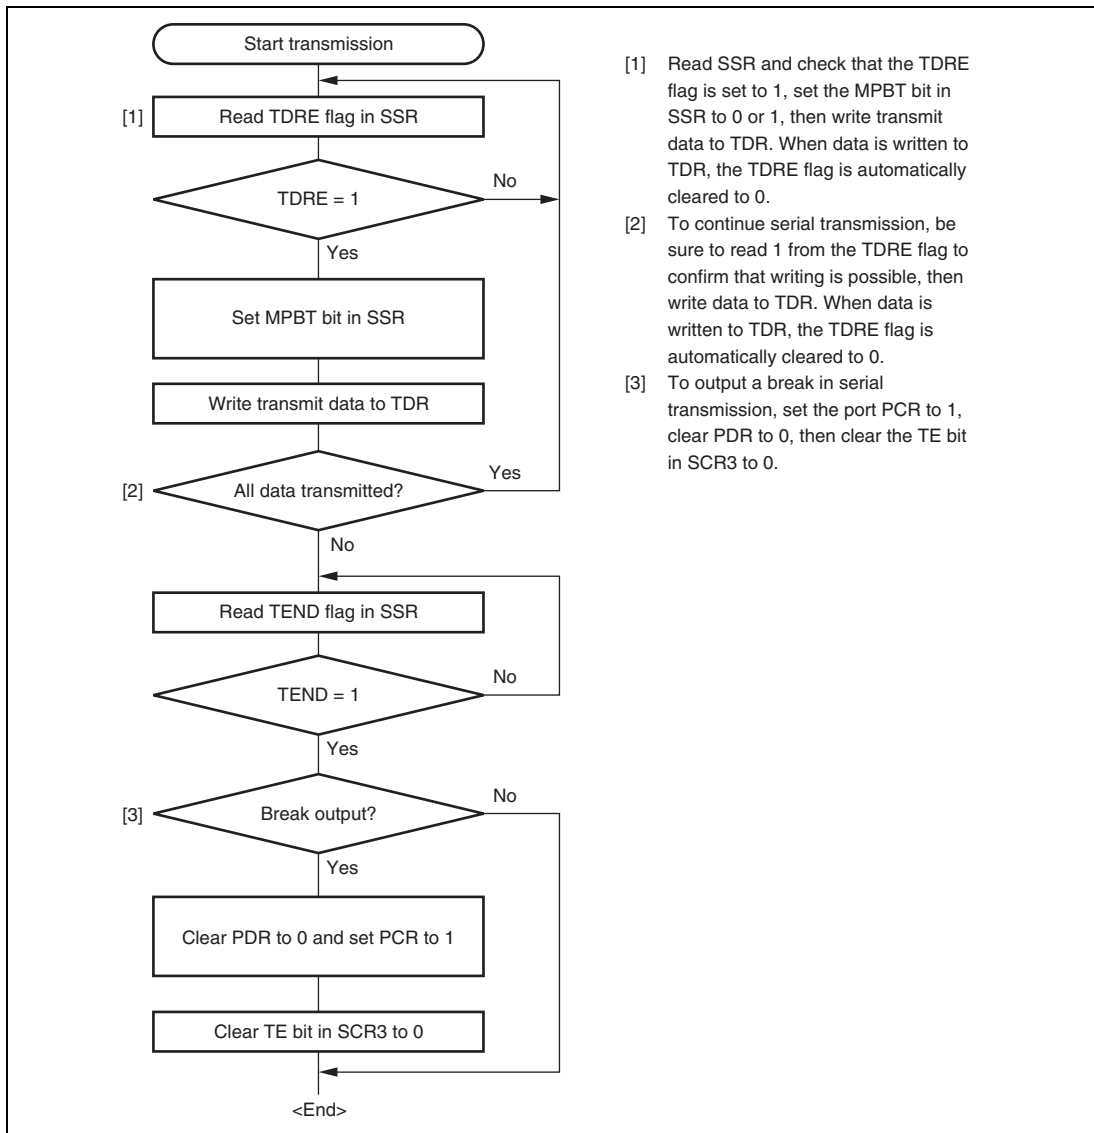 Start transmission
[1]
Read TDRE flag in SSR
TDRE = 1
No
Yes
Set MPBT bit in SSR
Write transmit data to TDR
[2]
All data transmitted?
Yes
No
Read TEND flag in SSR
TEND = 1
No
Yes
[3]
Break output?
No
Yes
Clear PDR to 0 and set PCR to 1
Clear TE bit in SCR3 to 0
<End>
[1] Read SSR and check that the TDRE
flag is set to 1, set the MPBT bit in
SSR to 0 or 1, then write transmit
data to TDR. When data is written to
TDR, the TDRE flag is automatically
cleared to 0.
[2] To continue serial transmission, be
sure to read 1 from the TDRE flag to
confirm that writing is possible, then
write data to TDR. When data is
written to TDR, the TDRE flag is
automatically cleared to 0.
[3] To output a break in serial
transmission, set the port PCR to 1,
clear PDR to 0, then clear the TE bit
in SCR3 to 0.